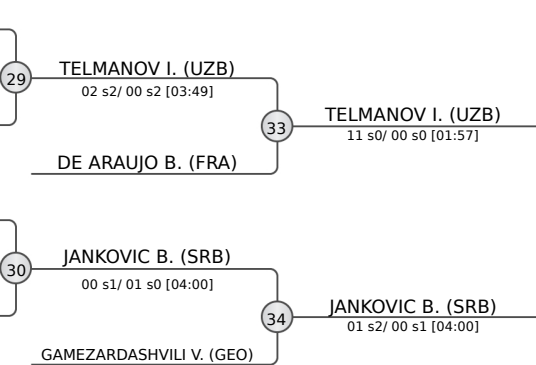 29
TELMANOV I. (UZB)
02 s2/ 00 s2 [03:49]
33
TELMANOV I. (UZB)
11 s0/ 00 s0 [01:57]
DE ARAUJO B. (FRA)
30
JANKOVIC B. (SRB)
00 s1/ 01 s0 [04:00]
34
JANKOVIC B. (SRB)
01 s2/ 00 s1 [04:00]
GAMEZARDASHVILI V. (GEO)